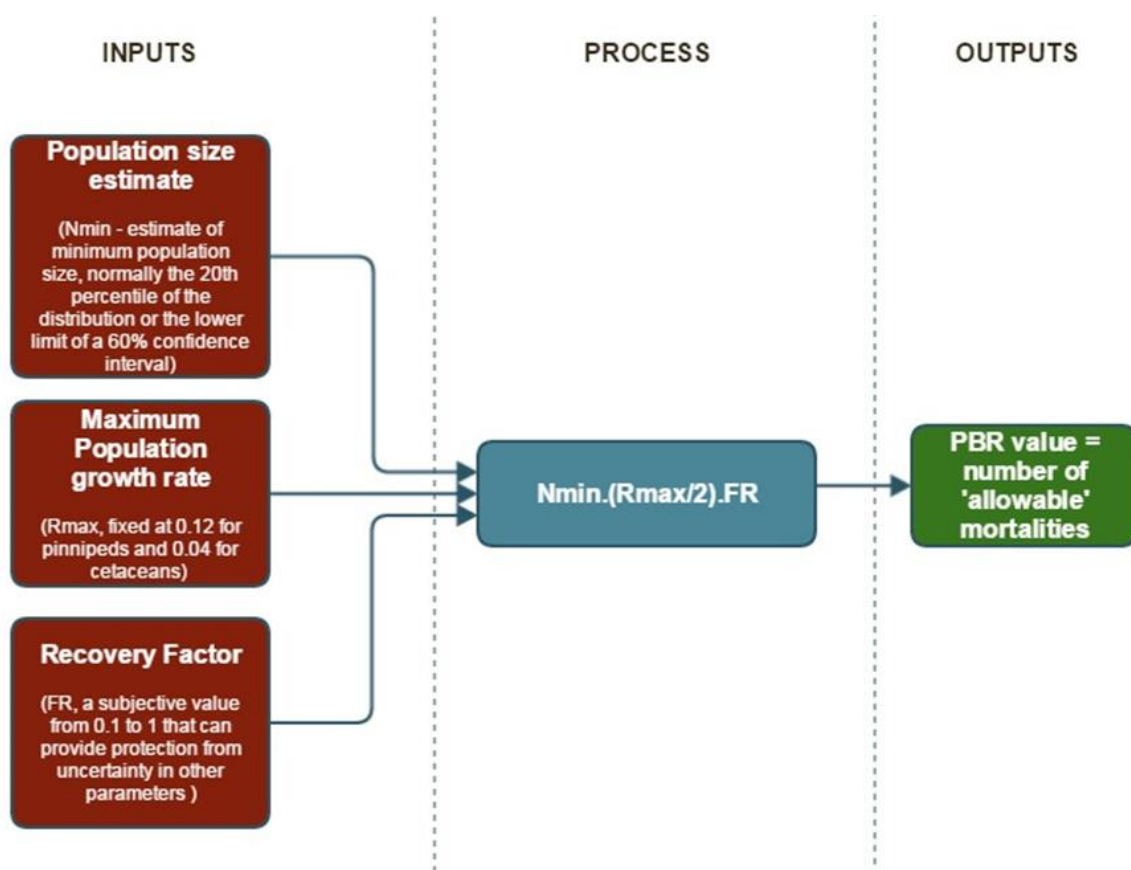 INPUTS
PROCESS
OUTPUTS
Population size
estimate
(Nmin - estimate of
minimum population
size, normally the 20th
percentile of the
distribution or the lower
limit of a 60% confidence
interval)
Maximum
Population
growth rate
(Rmax, fixed at 0.12 for
pinnipeds and 0.04 for
cetaceans)
Recovery Factor
(FR, a subjective value
from 0.1 to 1 that can
provide protection from
uncertainty in other
parameters )
Nmin.(Rmax/2).FR
PBR value =
number of
'allowable'
mortalities